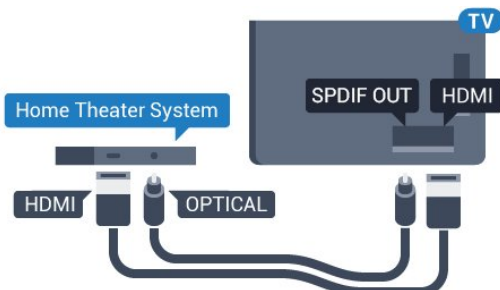 TV
SPDIF OUT HDMI
Home Theater System
HDMI OPTICAL